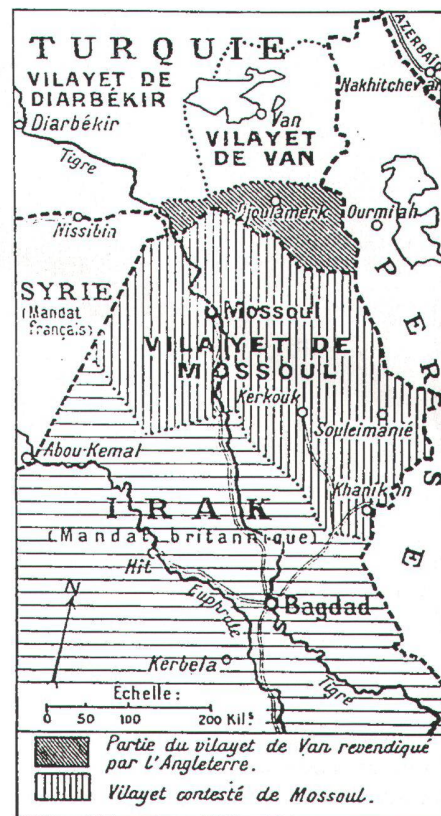 TURQUIE
AZERBAIDJ
Nakhitchevan
VILAYET DE
DIARBÉKIR
Diarbékir
Van
VILAYET
DE VAN
Tigre
Djoulamerk
Ourmiah
Nissibin
PERSE
SYRIE
(Mandat
français)
Mossoul
VILAYET DE
MOSSOUL
Kerkouk
Souleimanié
Abou-Kemal
Khanikin
IRAK
(Mandat britannique)
Hit
Euphrate
Bagdad
N
Kerbela
Tigre
Echelle:
0 50 100 200 Kil.s
Partie du vilayet de Van revendiqué
par l'Angleterre.
Vilayet contesté de Mossoul.